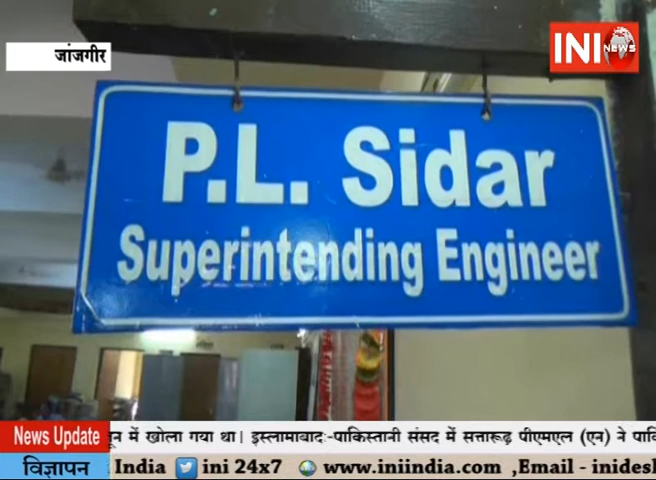 जांजगीर
INI NEWS
P.L. Sidar
Superintending Engineer
News Update
में खोला गया था। इस्लामाबादः-पाकिस्तानी संसद में सत्तारूढ़ पीएमएल (एन) ने
विज्ञापन India ini 24x7 www.iniindia.com ,Email - inidesk